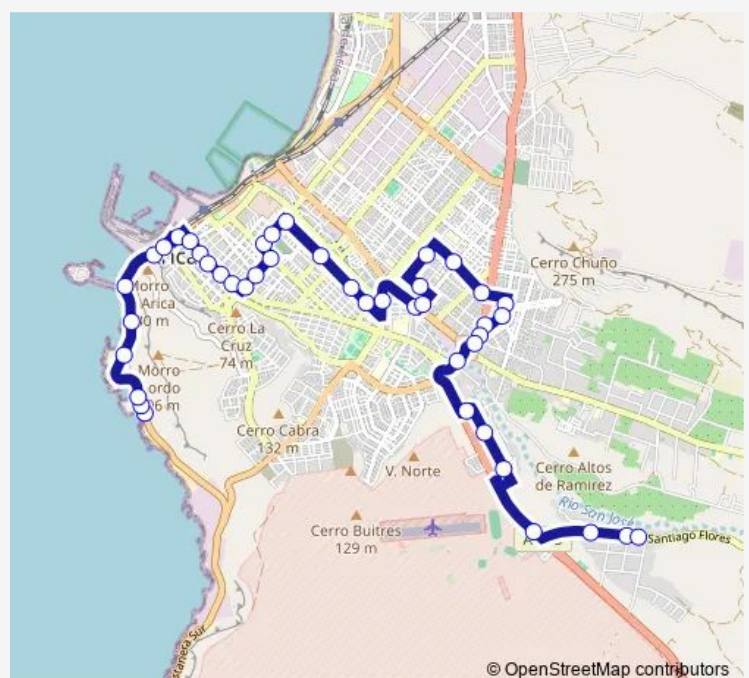 Cerro Chuño
275 m
Morro
Arica
Cerro La
Cruz
74 m
Morro
Cerro Cabra
132 m
V. Norte
Cerro Altos
de Ramirez
Río San José
Cerro Buitres
129 m
Santiago Flores
© OpenStreetMap contributors